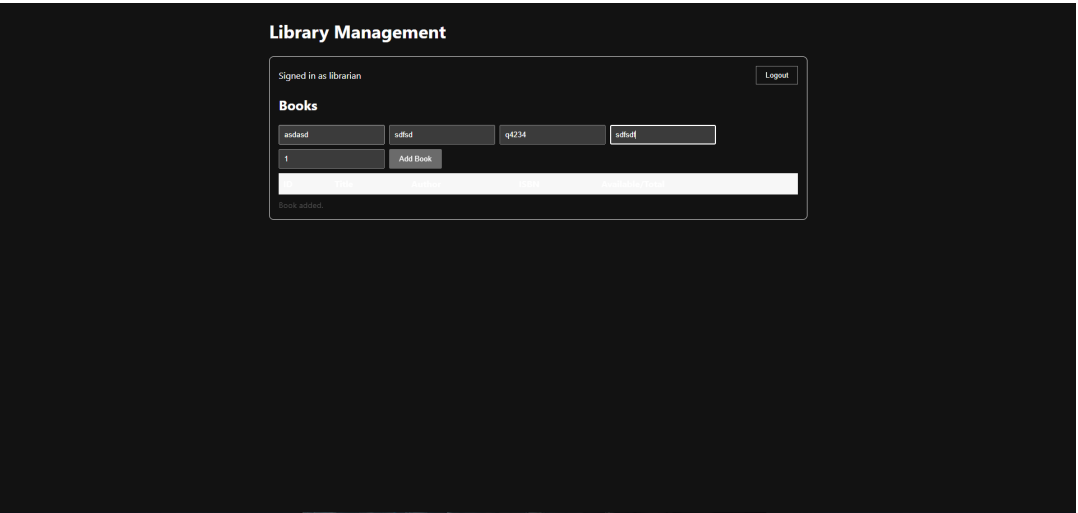 Library Management
Signed in as librarian Logout
Books
asdasd sdfsd q4234 sdfsdf
1 Add Book
Book added.